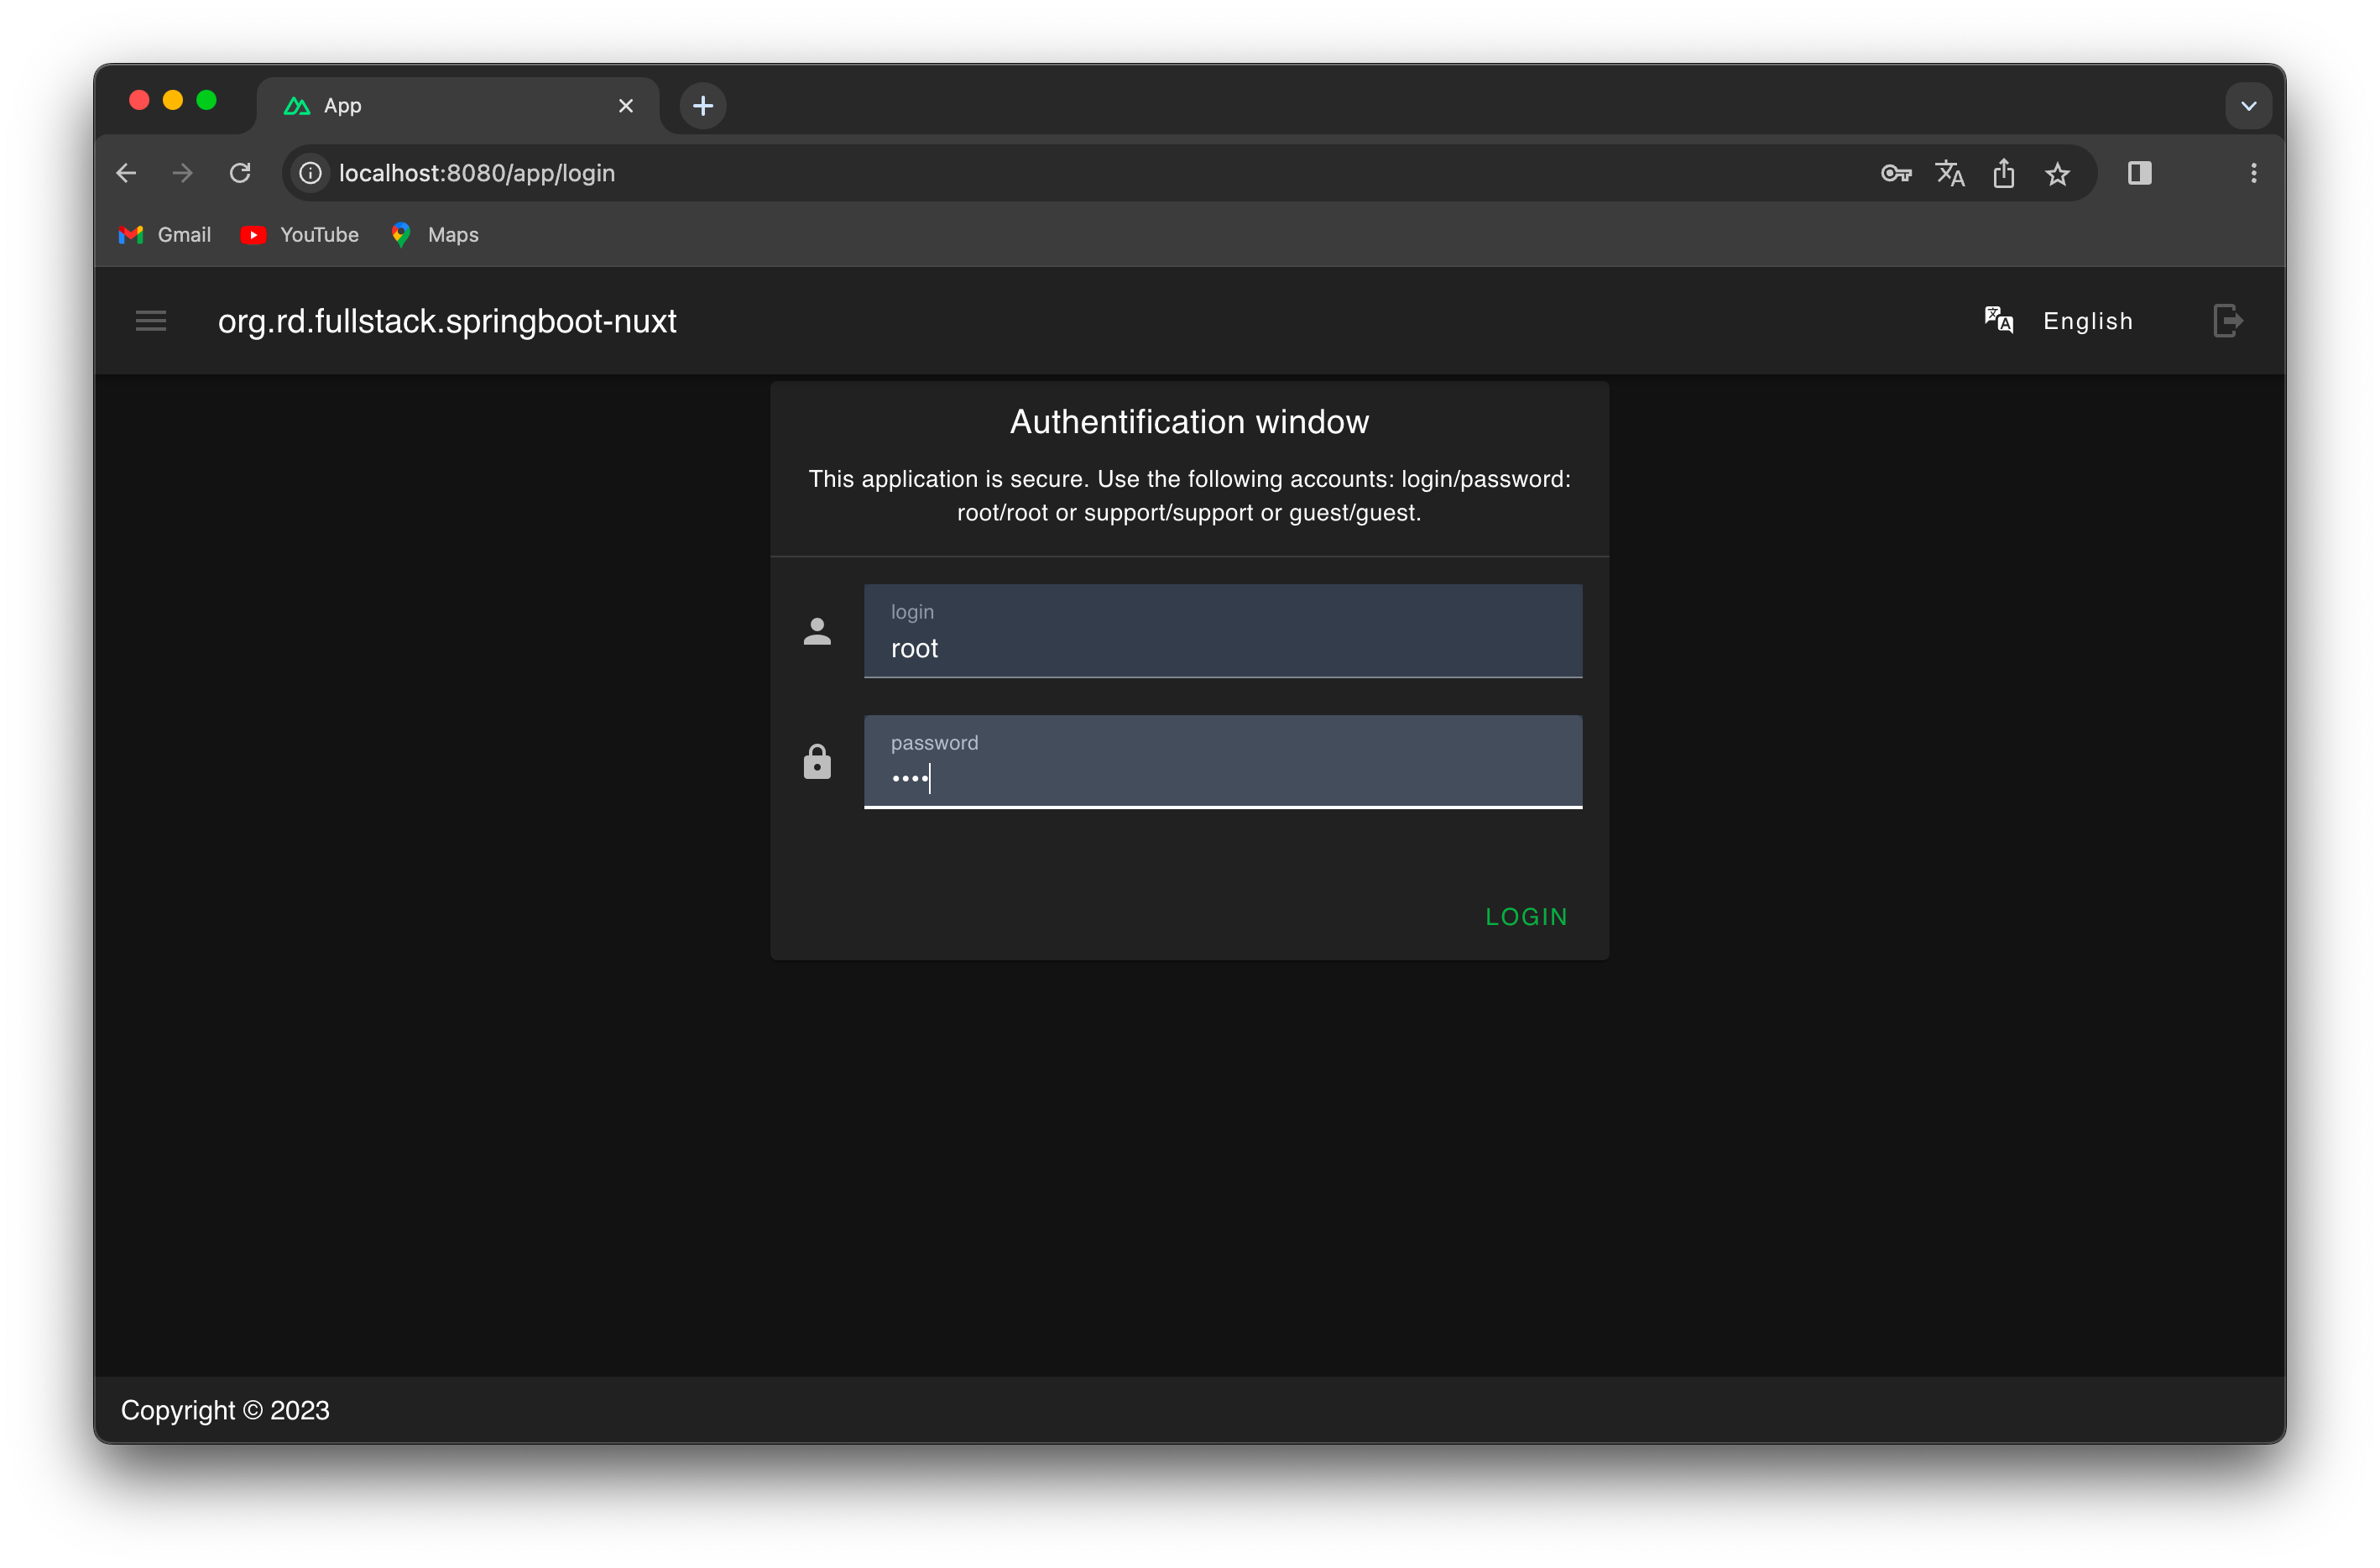 App
localhost:8080/app/login
Gmail YouTube Maps
org.rd.fullstack.springboot-nuxt English
Authentification window
This application is secure. Use the following accounts: login/password:
root/root or support/support or guest/guest.
login
root
password
••••
LOGIN
Copyright © 2023